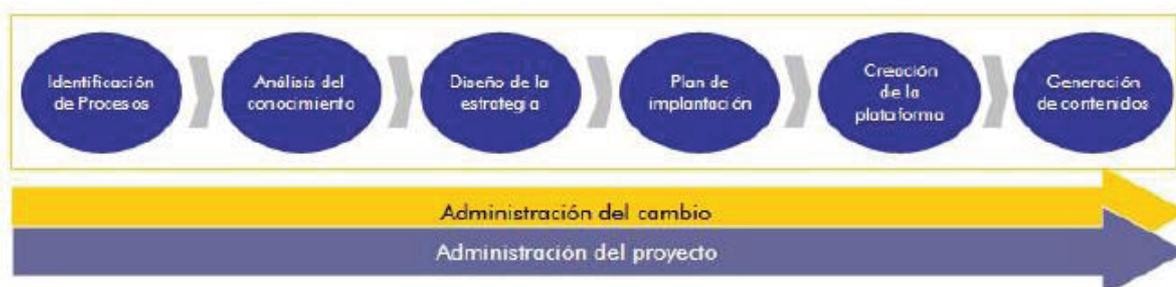 Identificación
de Procesos
Análisis del
conocimiento
Diseño de la
estrategia
Plan de
implantación
Creación
de la
plataforma
Generación
de contenidos
Administración del cambio
Administración del proyecto